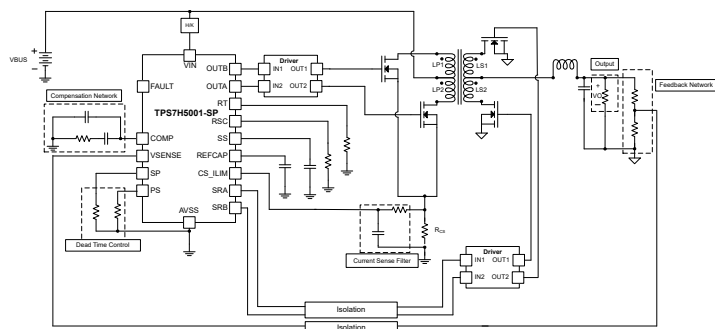 VBUS
HK
VIN
Driver
OUTB
IN1 OUT1
OUTA
IN2 OUT2
FAULT
TPS7H5001-SP
RT
RSC
Compensation Network
COMP
SS
VSENSE
REFCAP
SP
CS_ILIM
PS
SRA
AVSS
SRB
Dead Time Control
LP1
LS1
LP2
LS2
Output
+
VO
Feedback Network
RCS
Current Sense Filter
Driver
IN1 OUT1
IN2 OUT2
Isolation
Isolation